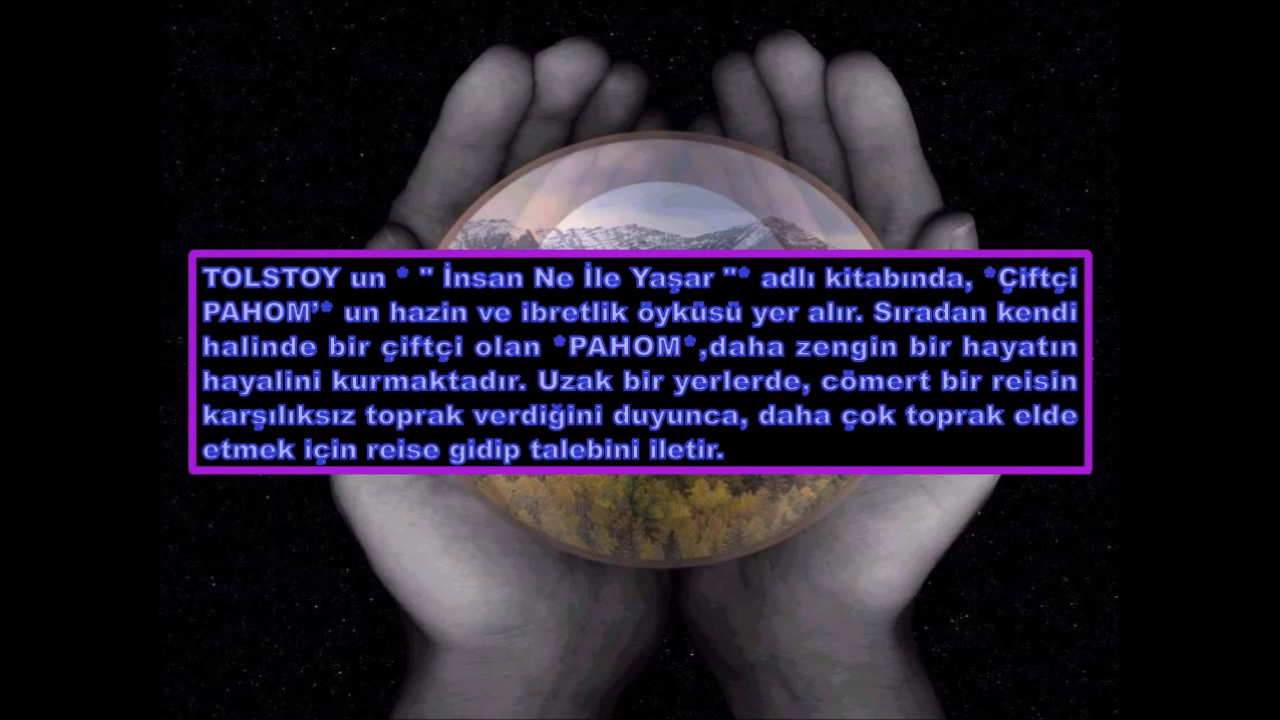 TOLSTOY un * " İnsan Ne İle Yaşar "* adlı kitabında, *Çiftçi
PAHOM’* un hazin ve ibretlik öyküsü yer alır. Sıradan kendi
halinde bir çiftçi olan *PAHOM*,daha zengin bir hayatın
hayalini kurmaktadır. Uzak bir yerlerde, cömert bir reisin
karşılıksız toprak verdiğini duyunca, daha çok toprak elde
etmek için reise gidip talebini iletir.